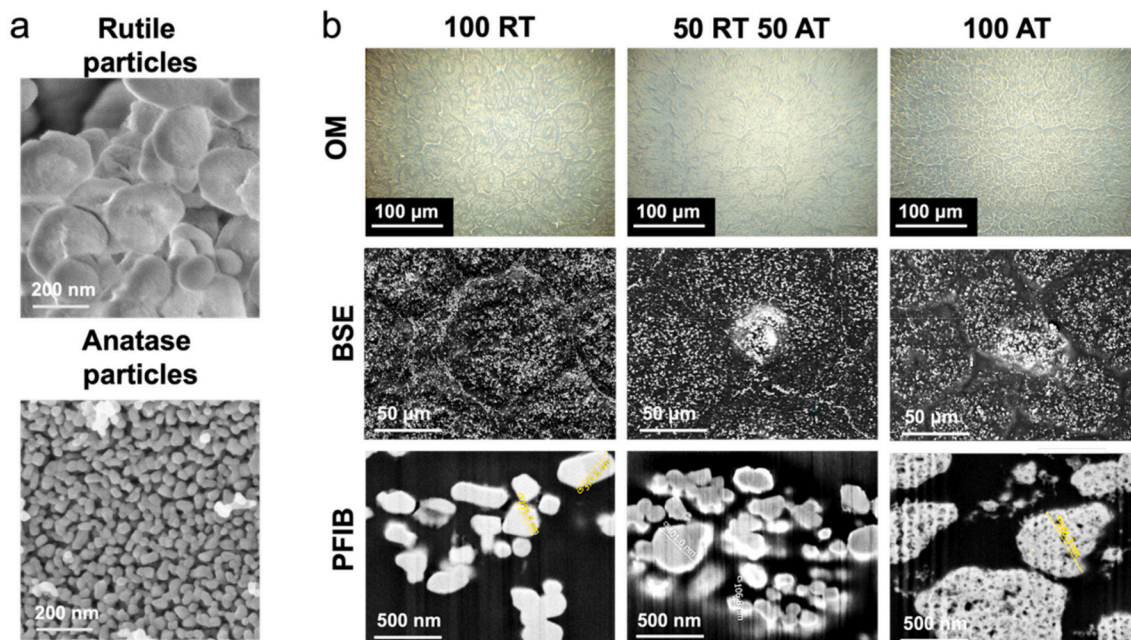 a
Rutile
particles
200 nm
Anatase
particles
200 nm
b
100 RT
50 RT 50 AT
100 AT
OM
100 µm
100 µm
100 µm
BSE
50 µm
50 µm
50 µm
PFIB
500 nm
500 nm
500 nm